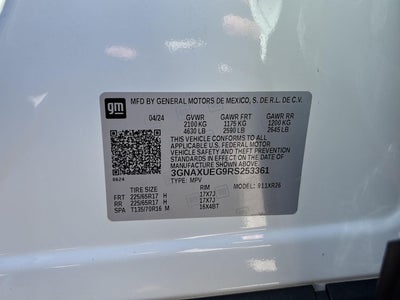 gm
MFD BY GENERAL MOTORS DE MEXICO, S. DE R.L. DE C.V.
04/24 GVWR GAWR FRT GAWR RR
2100 KG 1175 KG 1200 KG
4630 LB 2590 LB 2645 LB
THIS VEHICLE CONFORMS TO ALL
APPLICABLE U.S. FEDERAL MOTOR
VEHICLE SAFETY, BUMPER, AND THEFT
PREVENTION STANDARDS IN EFFECT ON
THE DATE OF MANUFACTURE SHOWN ABOVE.
3GNAXUEG9RS253361
TYPE: MPV MODEL: 911XR26
TIRE SIZE RIM
FRT 225/65R17 H 17X7J
RR 225/65R17 H 17X7J
SPA T135/70R16 M 16X4BT